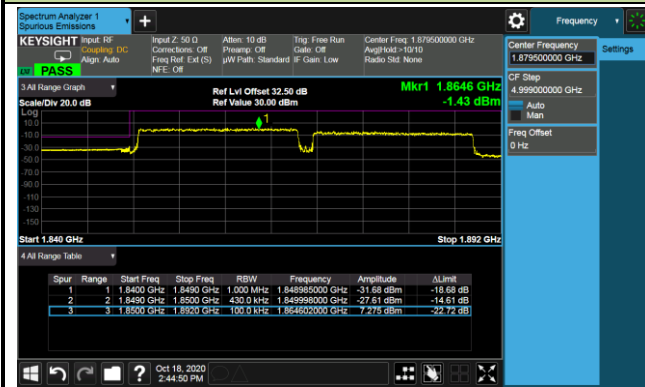 Spectrum Analyzer 1
Spurious Emissions
Frequency
KEYSIGHT
Input: RF
Coupling: DC
Align: Auto
Input Z: 50 Ω
Corrections: Off
Freq Ref: Ext (S)
NFE: Off
Atten: 10 dB
Preamp: Off
µW Path: Standard
Trig: Free Run
Gate: Off
IF Gain: Low
Center Freq: 1.879500000 GHz
Avg|Hold:>10/10
Radio Std: None
PASS
Center Frequency
1.879500000 GHz
Settings
CF Step
4.999000000 GHz
Auto
Man
Freq Offset
0 Hz
3 All Range Graph
Scale/Div 20.0 dB
Ref Lvl Offset 32.50 dB
Ref Value 30.00 dBm
Mkr1 1.8646 GHz
-1.43 dBm
Log
1
10.0
-10.0
-30.0
-50.0
-70.0
-90.0
-110
-130
-150
Start 1.840 GHz
Stop 1.892 GHz
4 All Range Table
Spur Range Start Freq Stop Freq RBW Frequency Amplitude ΔLimit
1 1 1.8400 GHz 1.8490 GHz 1.000 MHz 1.848985000 GHz -31.68 dBm -18.68 dB
2 2 1.8490 GHz 1.8500 GHz 430.0 kHz 1.849998000 GHz -27.61 dBm -14.61 dB
3 3 1.8500 GHz 1.8920 GHz 100.0 kHz 1.864602000 GHz 7.275 dBm -22.72 dB
Oct 18, 2020
2:44:50 PM